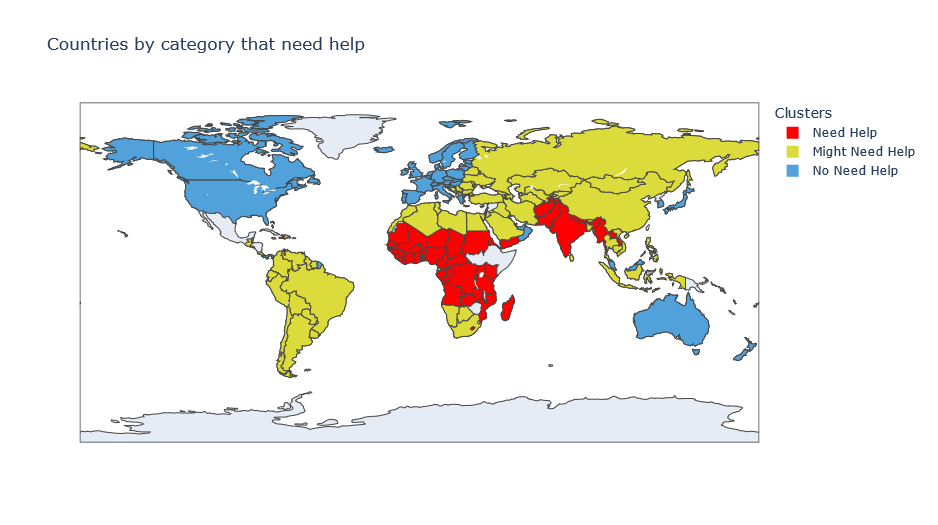 Countries by category that need help
Clusters
Need Help
Might Need Help
No Need Help